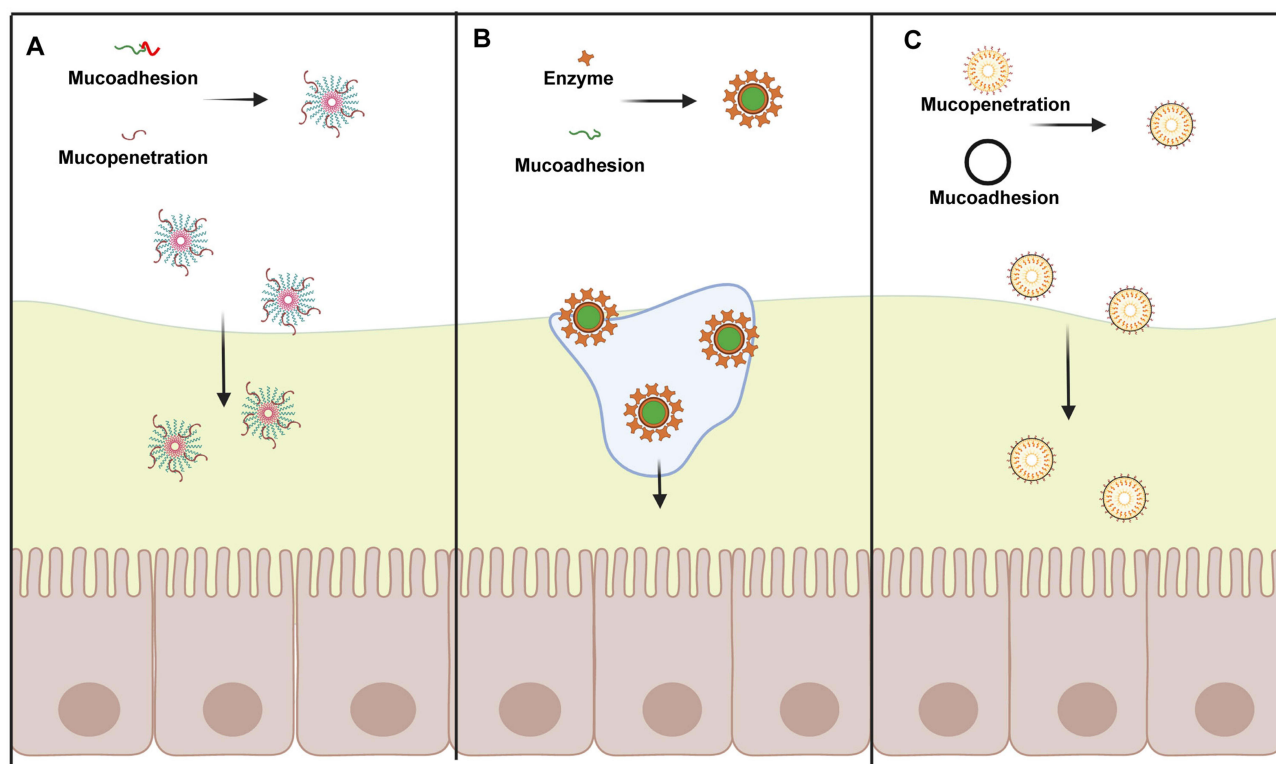 A
Mucoadhesion
Mucopenetration
B
Enzyme
Mucoadhesion
C
Mucopenetration
Mucoadhesion